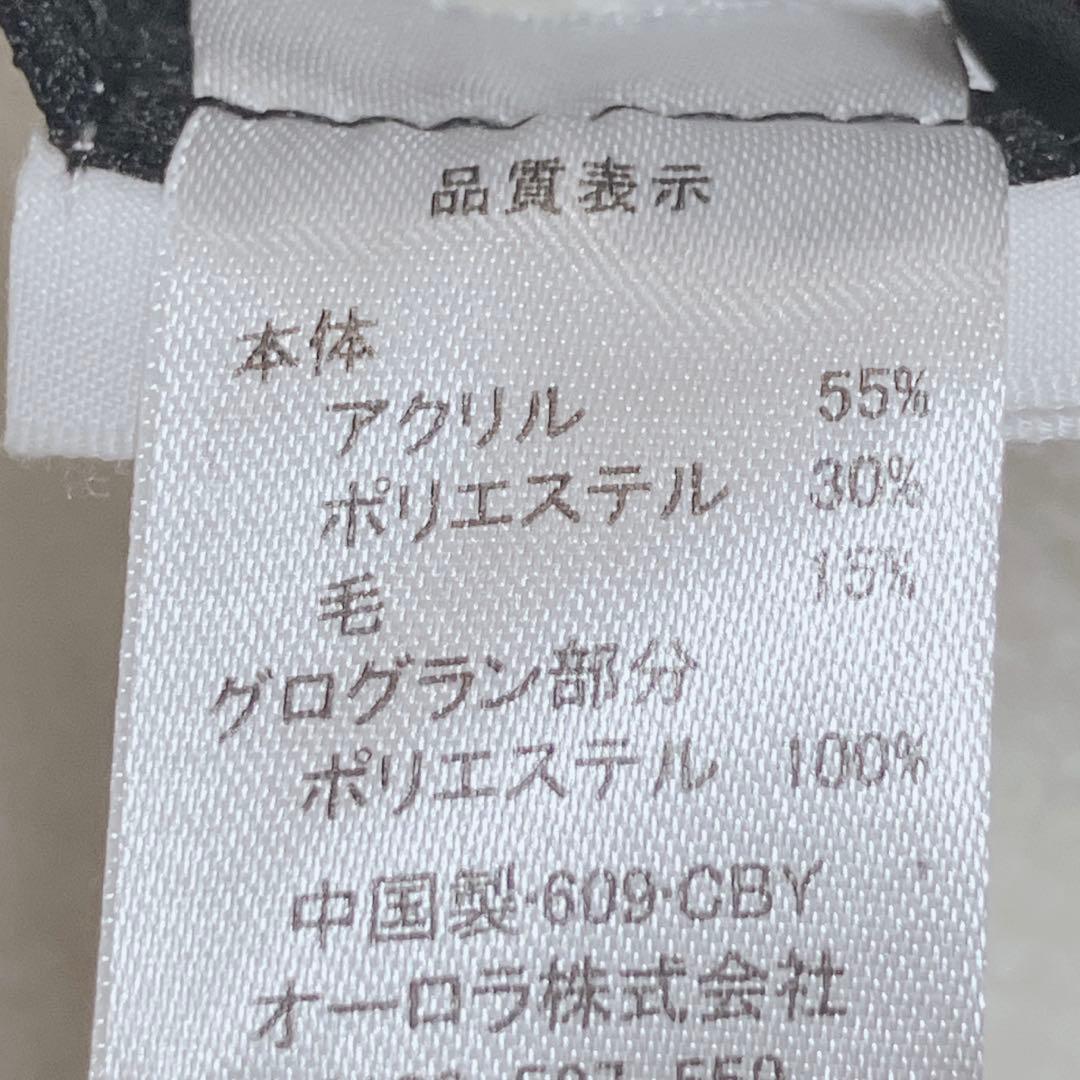 品質表示
本体
アクリル 55%
ポリエステル 30%
毛 15%
グログラン部分
ポリエステル 100%
中国製・609・CBY
オーロラ株式会社